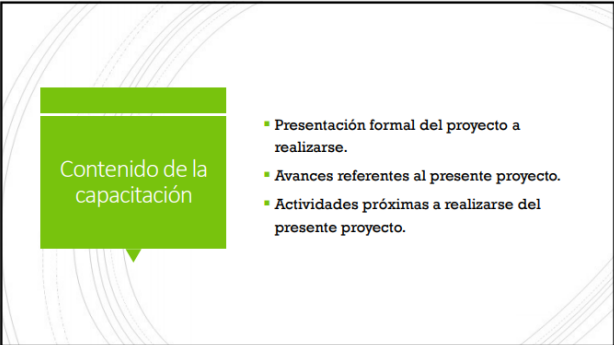 Contenido de la
capacitación
Presentación formal del proyecto a
realizarse.
Avances referentes al presente proyecto.
Actividades próximas a realizarse del
presente proyecto.